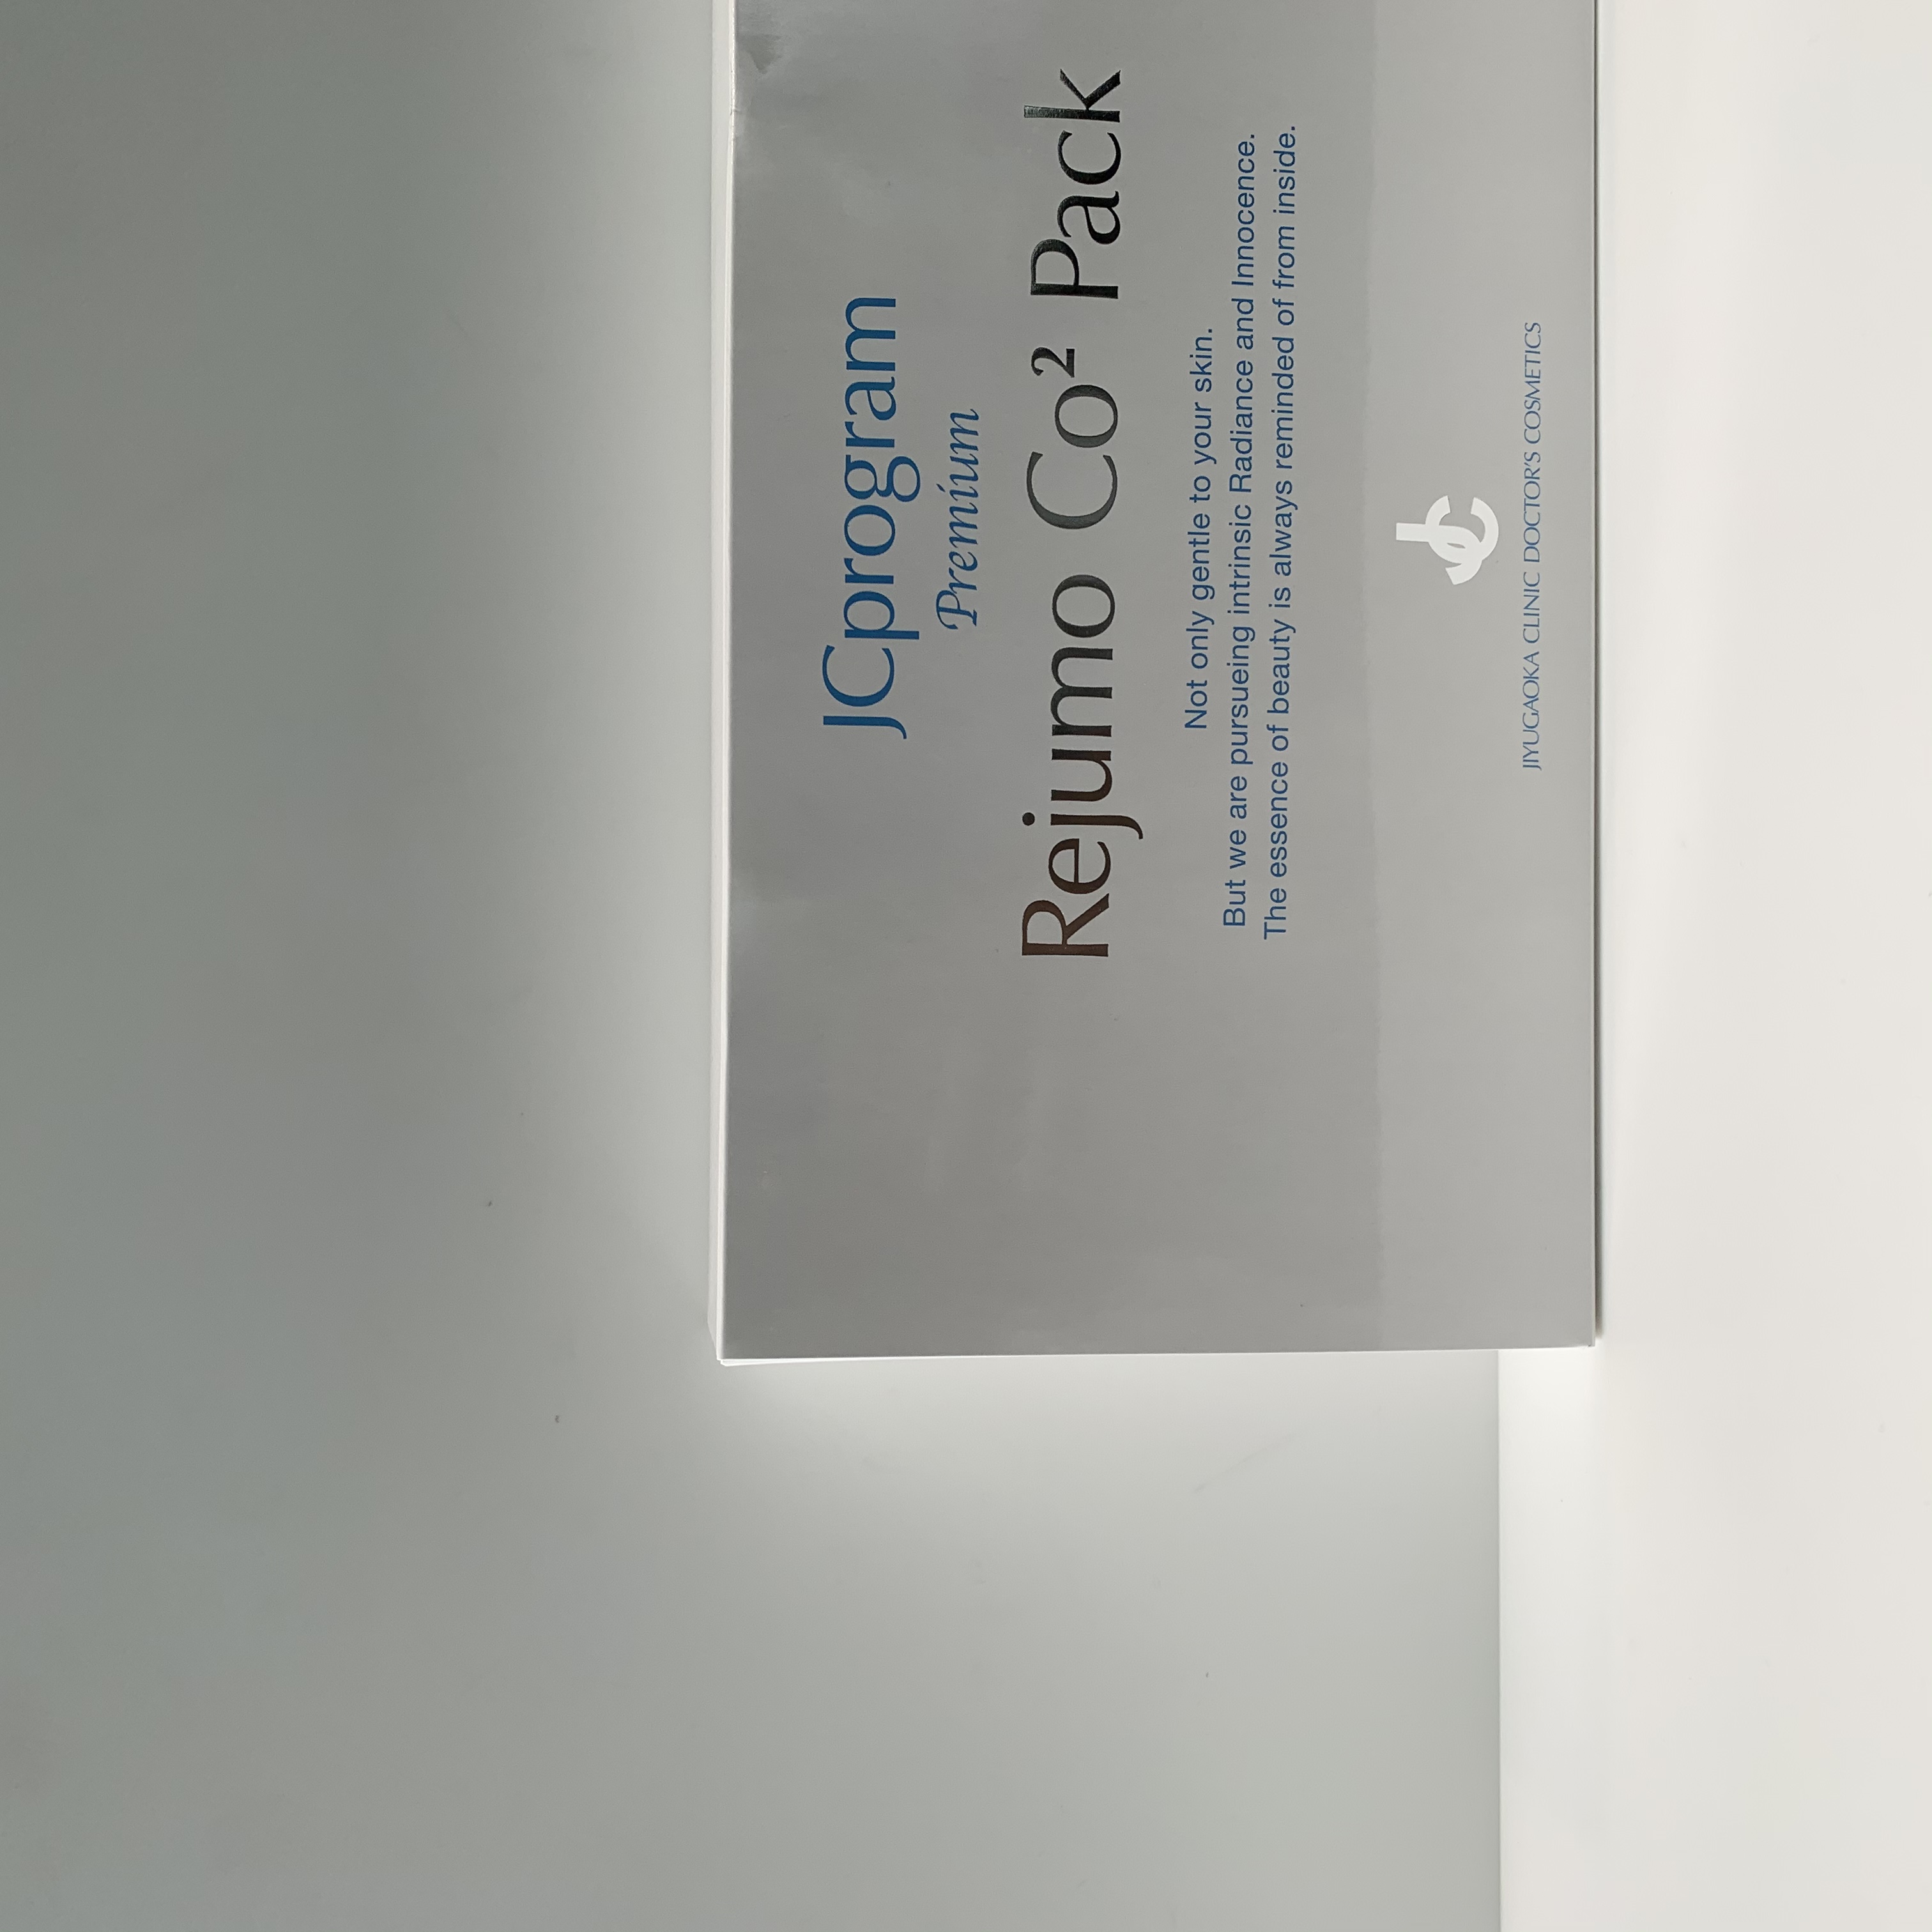 JCprogram
Premium
Rejumo Co² Pack
Not only gentle to your skin.
But we are pursueing intrinsic Radiance and Innocence.
The essence of beauty is always reminded of from inside.
JC
JIYUGAOKA CLINIC DOCTOR'S COSMETICS